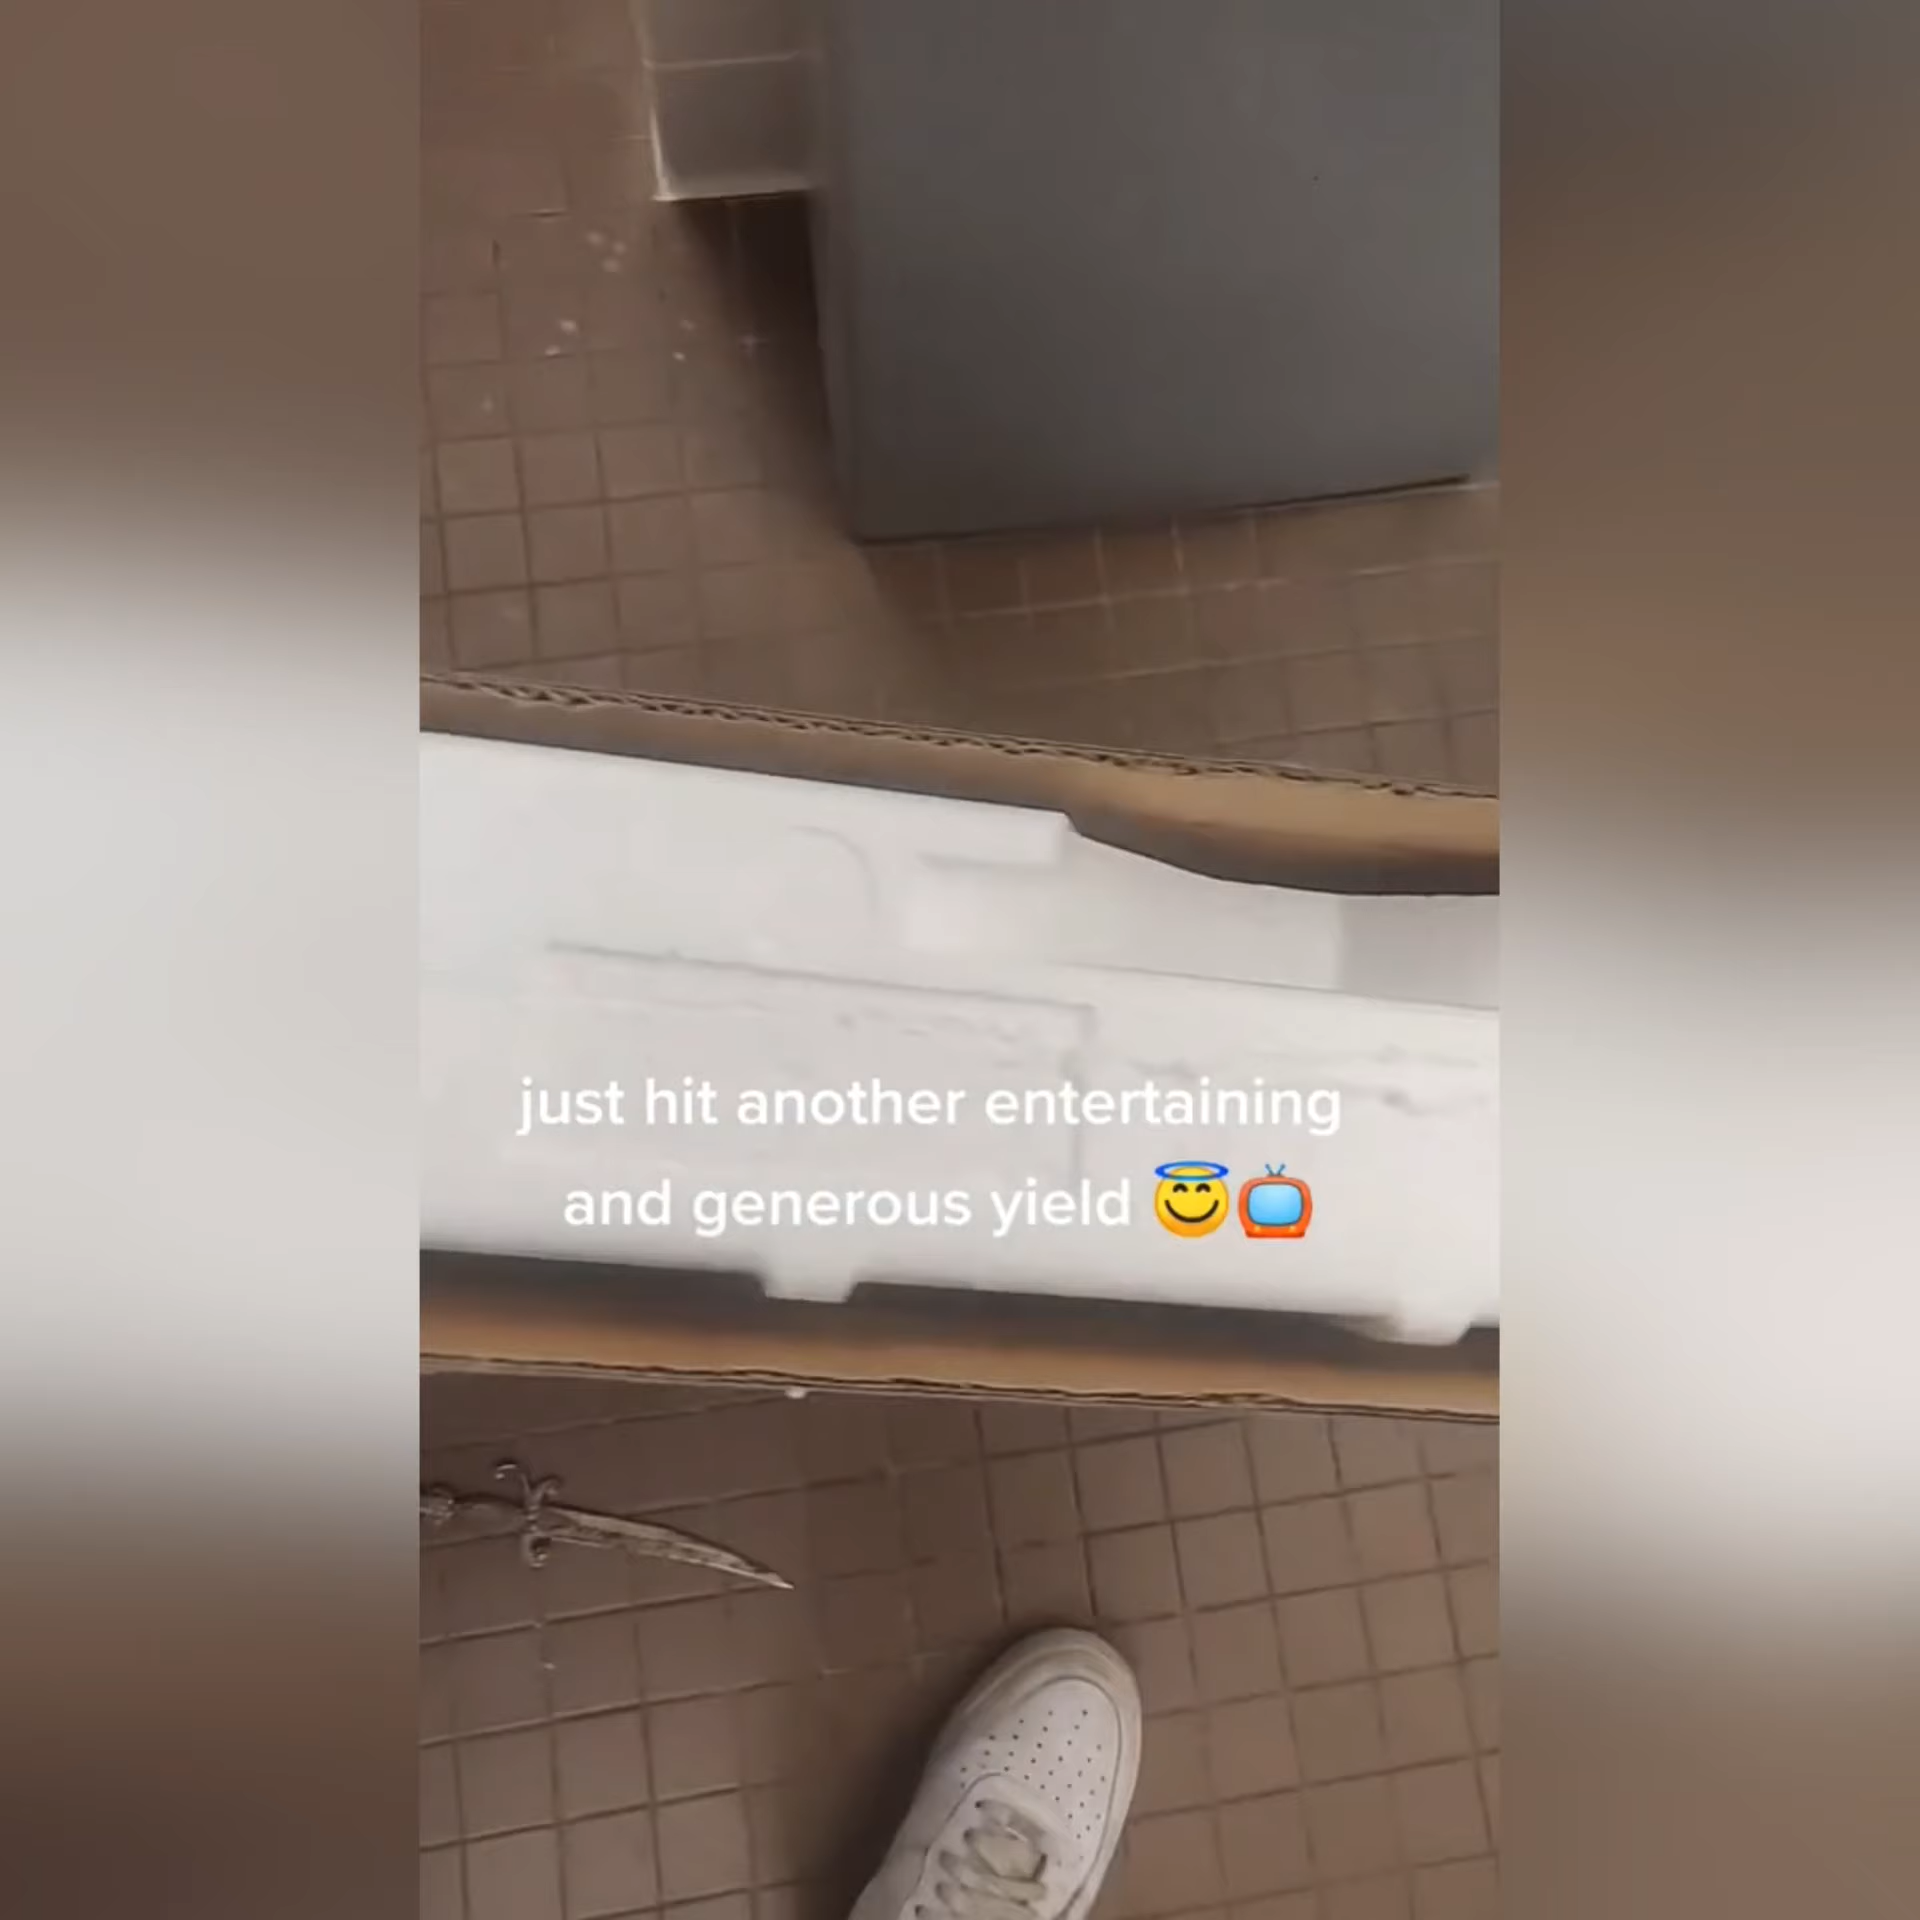 just hit another entertaining
and generous yield 😇📺